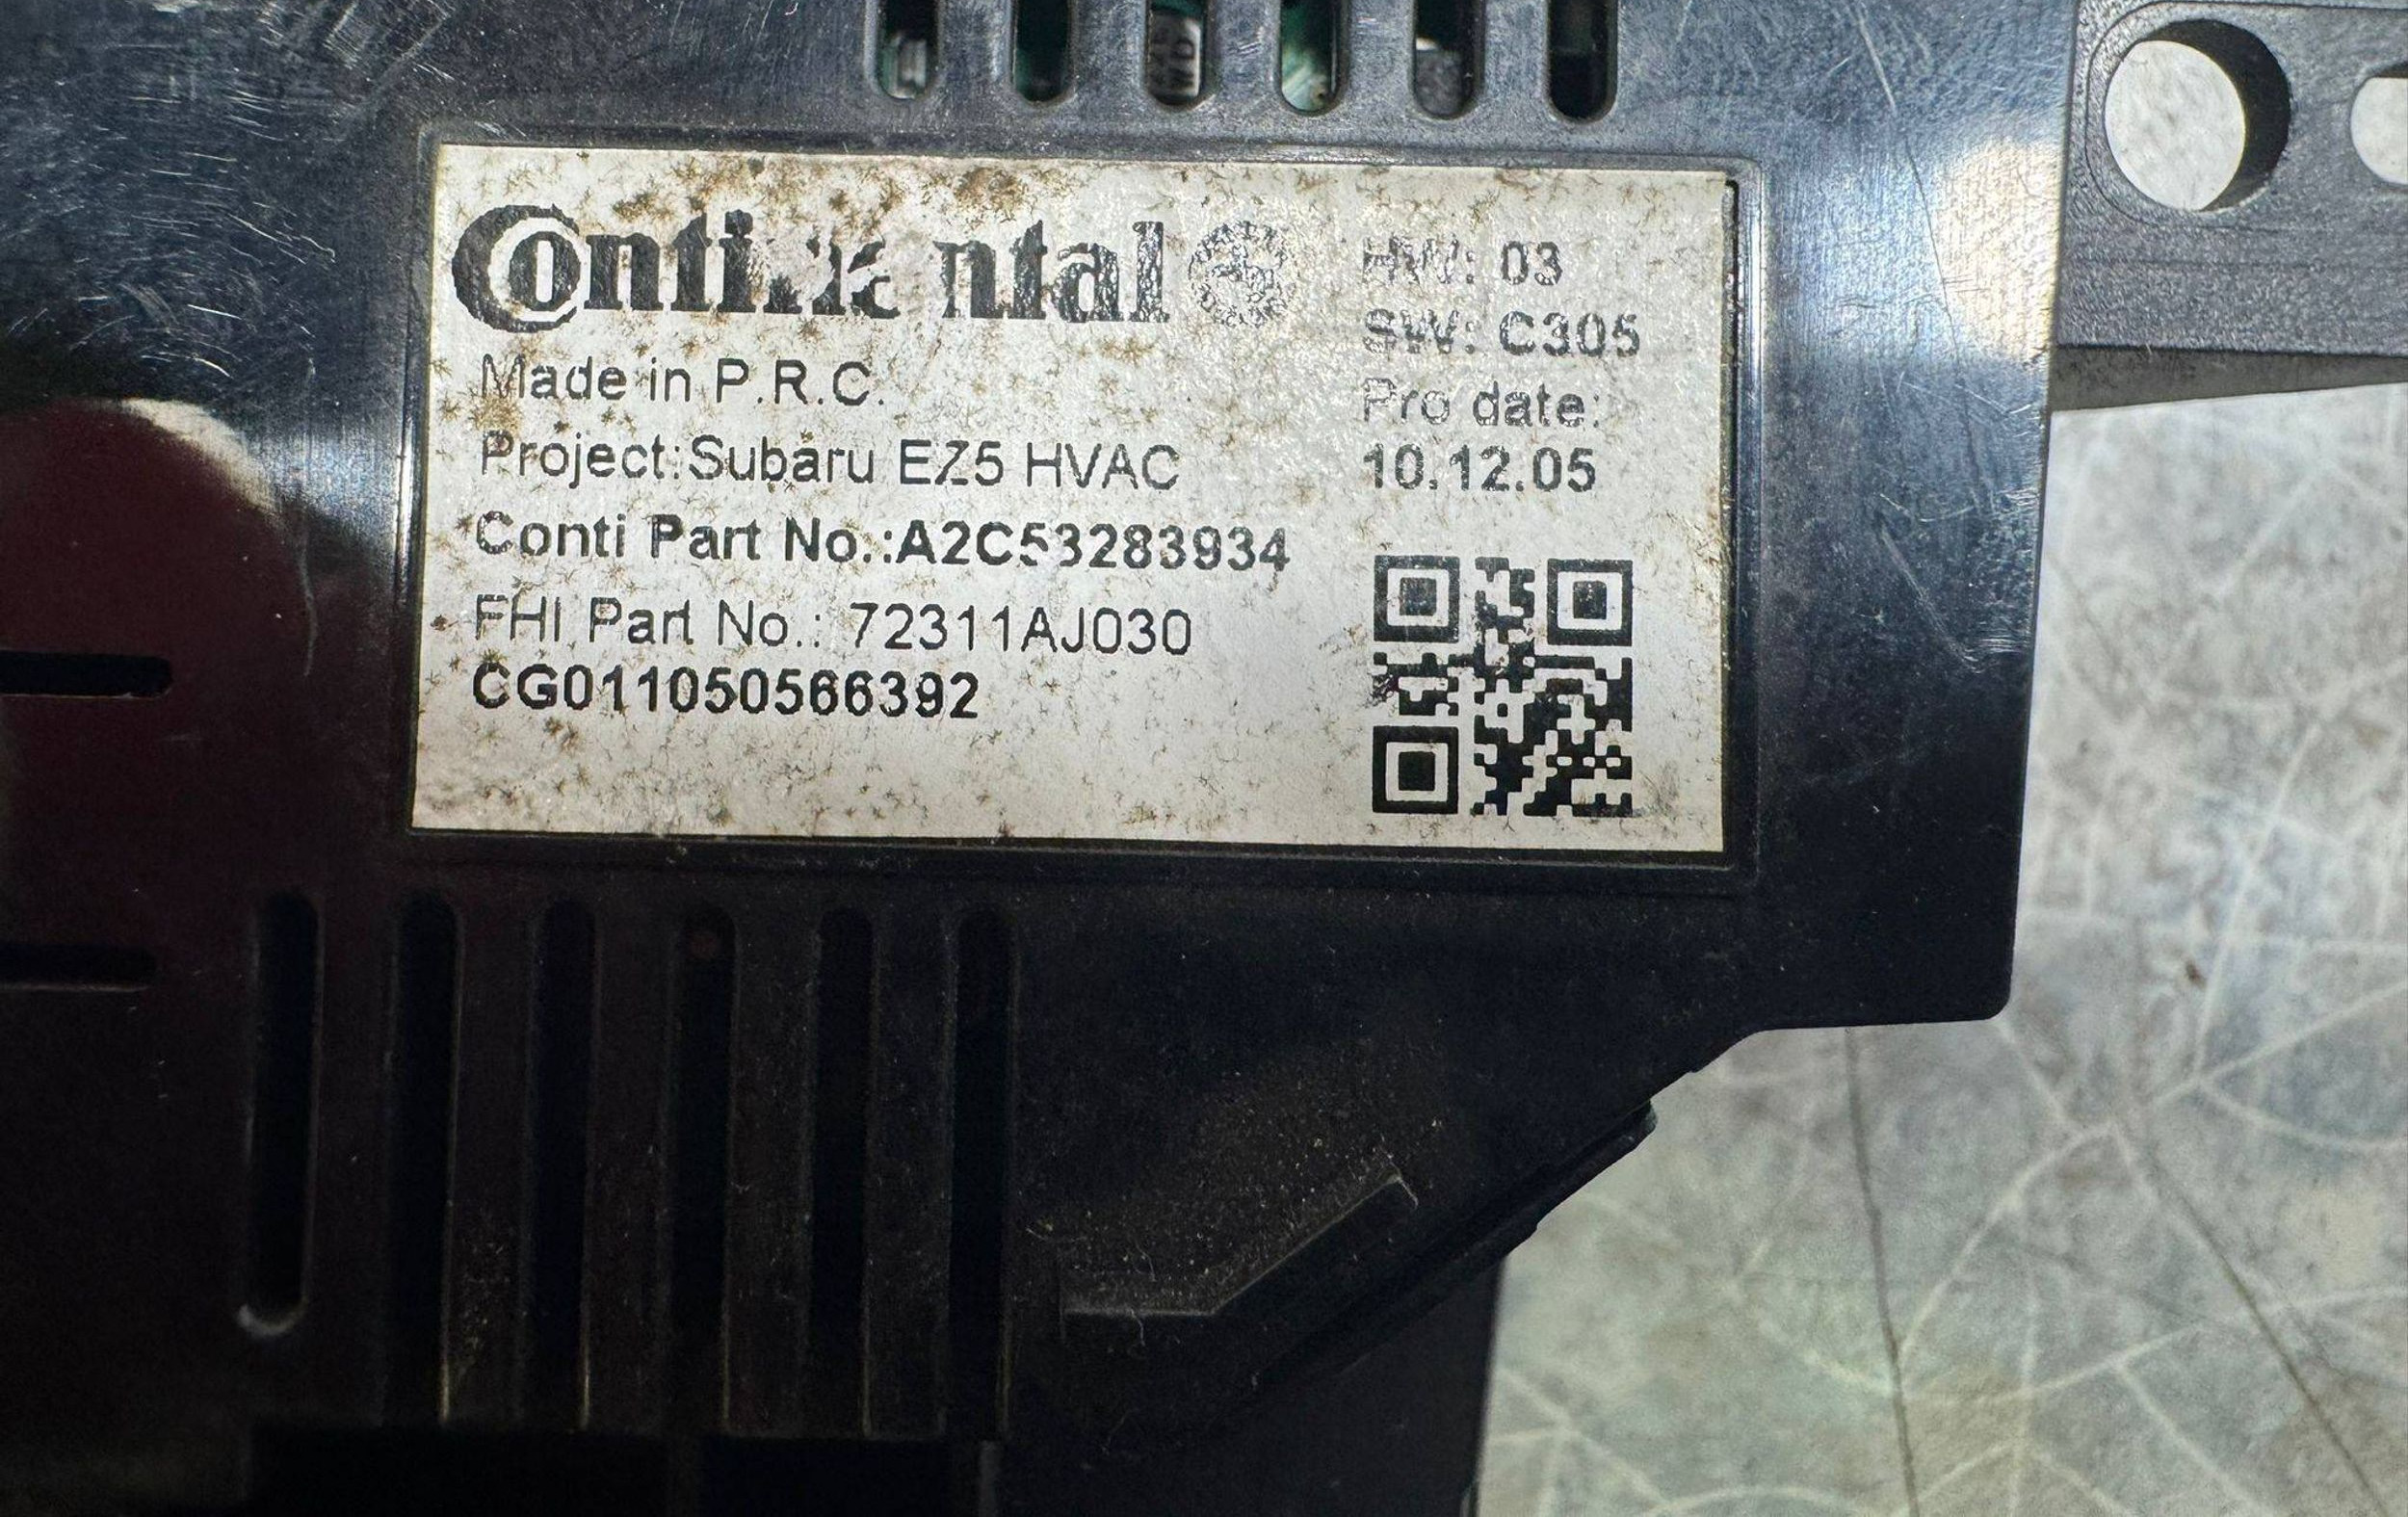 Continental
Made in P.R.C.
Project:Subaru EZ5 HVAC
Conti Part No.:A2C53283934
FHI Part No.: 72311AJ030
CG011050566392
HW: 03
SW: C305
Pro date:
10.12.05